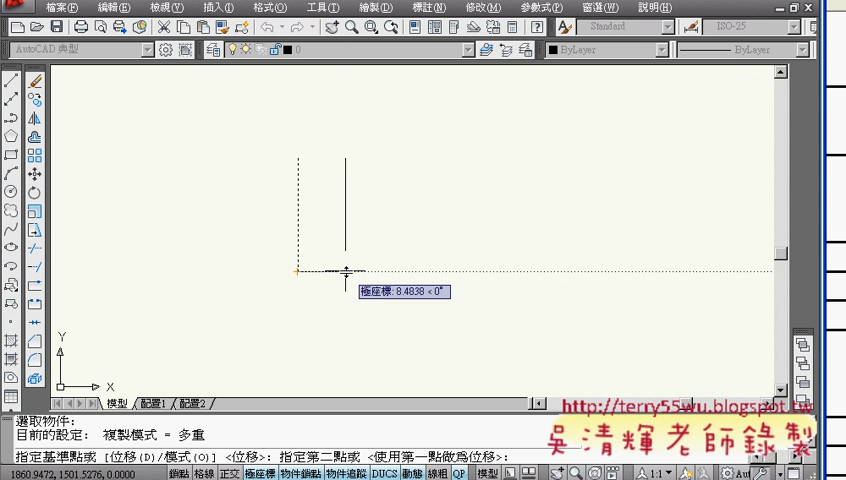 檔案(F) 編輯(E) 檢視(V) 插入(I) 格式(O) 工具(T) 繪製(D) 標註(N) 修改(M) 參數(P) 窗選(W) 說明(H)
Standard ISO-25
AutoCAD 典型 0 ByLayer ByLayer
極座標: 8.4838 < 0°
Y
X
模型 配置1 配置2
http://terry55wu.blogspot.tw
吳清輝老師錄製
選取物件:
目前的設定: 複製模式 = 多重
指定基準點或 [位移(D)/模式(O)] <位移>: 指定第二點或 <使用第一點做為位移>:
1860.9472, 1501.5276, 0.0000 鎖點 格線 正交 極座標 物件鎖點 物件追蹤 DUCS 動態 線粗 QP 模型 1:1